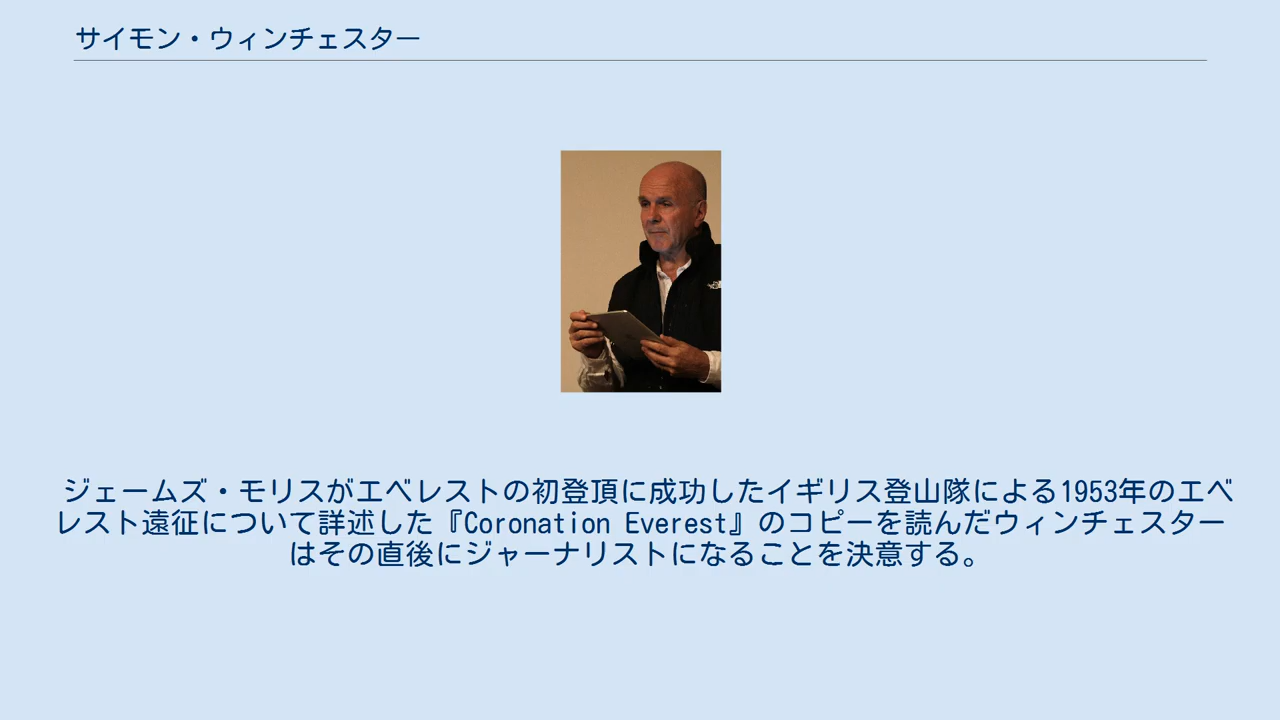 サイモン・ウィンチェスター
ジェームズ・モリスがエベレストの初登頂に成功したイギリス登山隊による1953年のエベ
レスト遠征について詳述した『Coronation Everest』のコピーを読んだウィンチェスター
はその直後にジャーナリストになることを決意する。